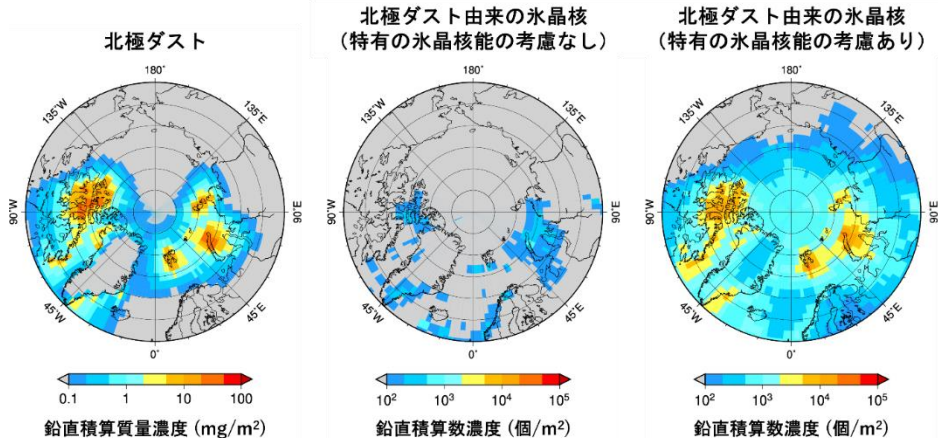 北極ダスト
180°
135°W
135°E
90°W
90°E
45°W
45°E
0°
0.1 1 10 100
鉛直積算質量濃度 (mg/m²)
北極ダスト由来の氷晶核
(特有の氷晶核能の考慮なし)
180°
135°W
135°E
90°W
90°E
45°W
45°E
0°
10² 10³ 10⁴ 10⁵
鉛直積算数濃度 (個/m²)
北極ダスト由来の氷晶核
(特有の氷晶核能の考慮あり)
180°
135°W
135°E
90°W
90°E
45°W
45°E
0°
10² 10³ 10⁴ 10⁵
鉛直積算数濃度 (個/m²)